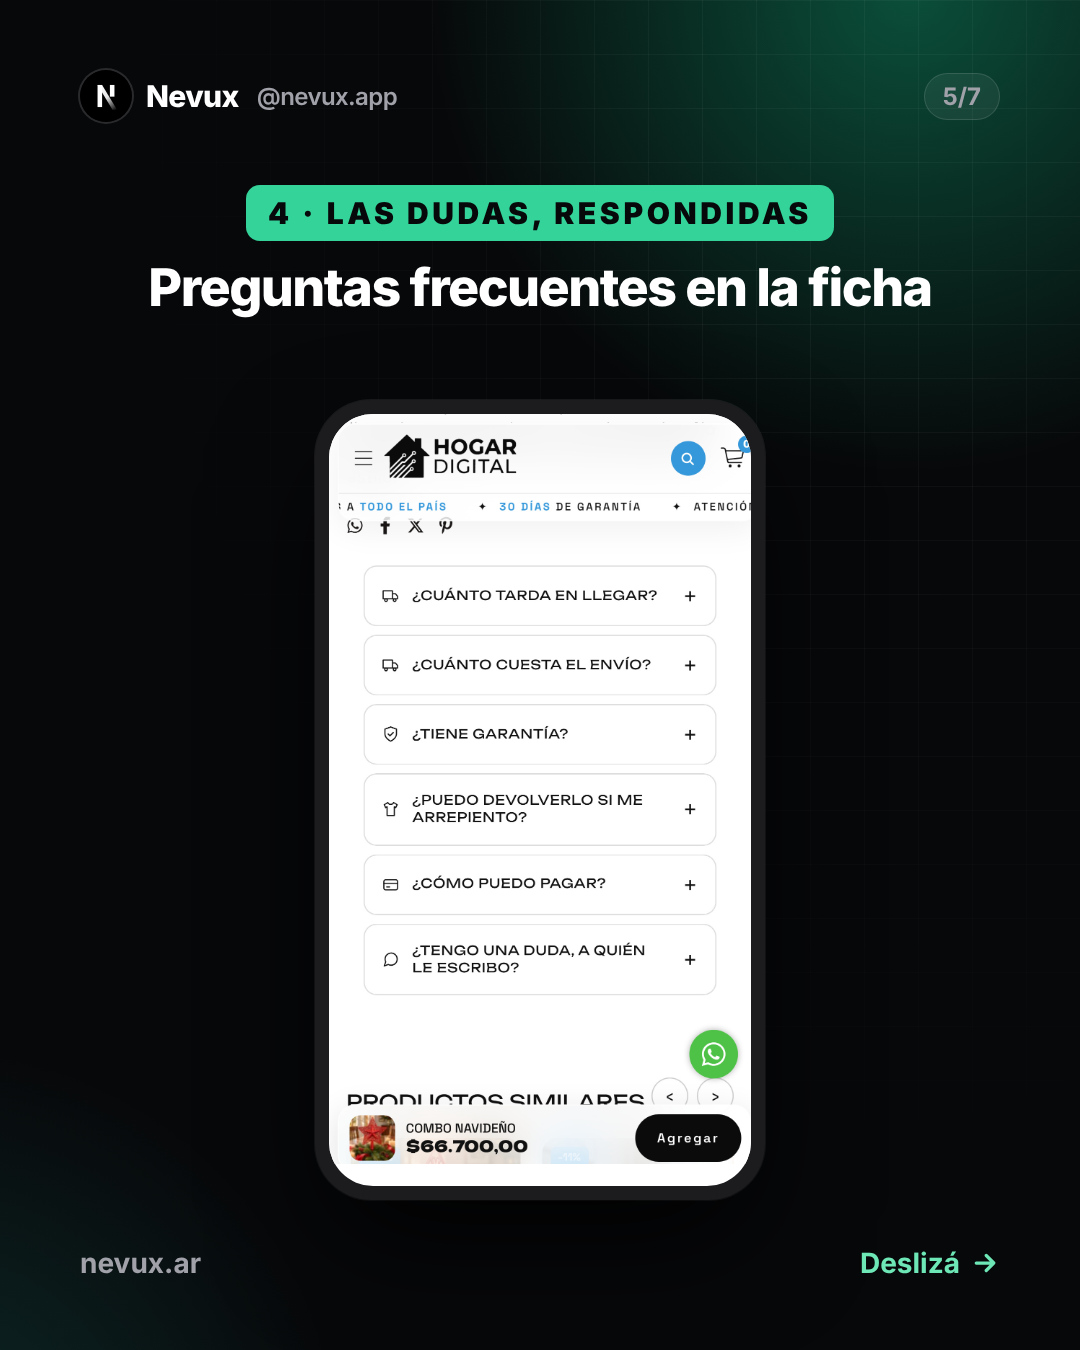 N Nevux @nevux.app
5/7
4 · LAS DUDAS, RESPONDIDAS
Preguntas frecuentes en la ficha
HOGAR
DIGITAL
A TODO EL PAÍS ✦ 30 DÍAS DE GARANTÍA ✦ ATENCIÓN
¿CUÁNTO TARDA EN LLEGAR? +
¿CUÁNTO CUESTA EL ENVÍO? +
¿TIENE GARANTÍA? +
¿PUEDO DEVOLVERLO SI ME
ARREPIENTO? +
¿CÓMO PUEDO PAGAR? +
¿TENGO UNA DUDA, A QUIÉN
LE ESCRIBO? +
PRODUCTOS SIMILARES < >
COMBO NAVIDEÑO
$66.700,00
Agregar
-11%
nevux.ar
Deslizá →